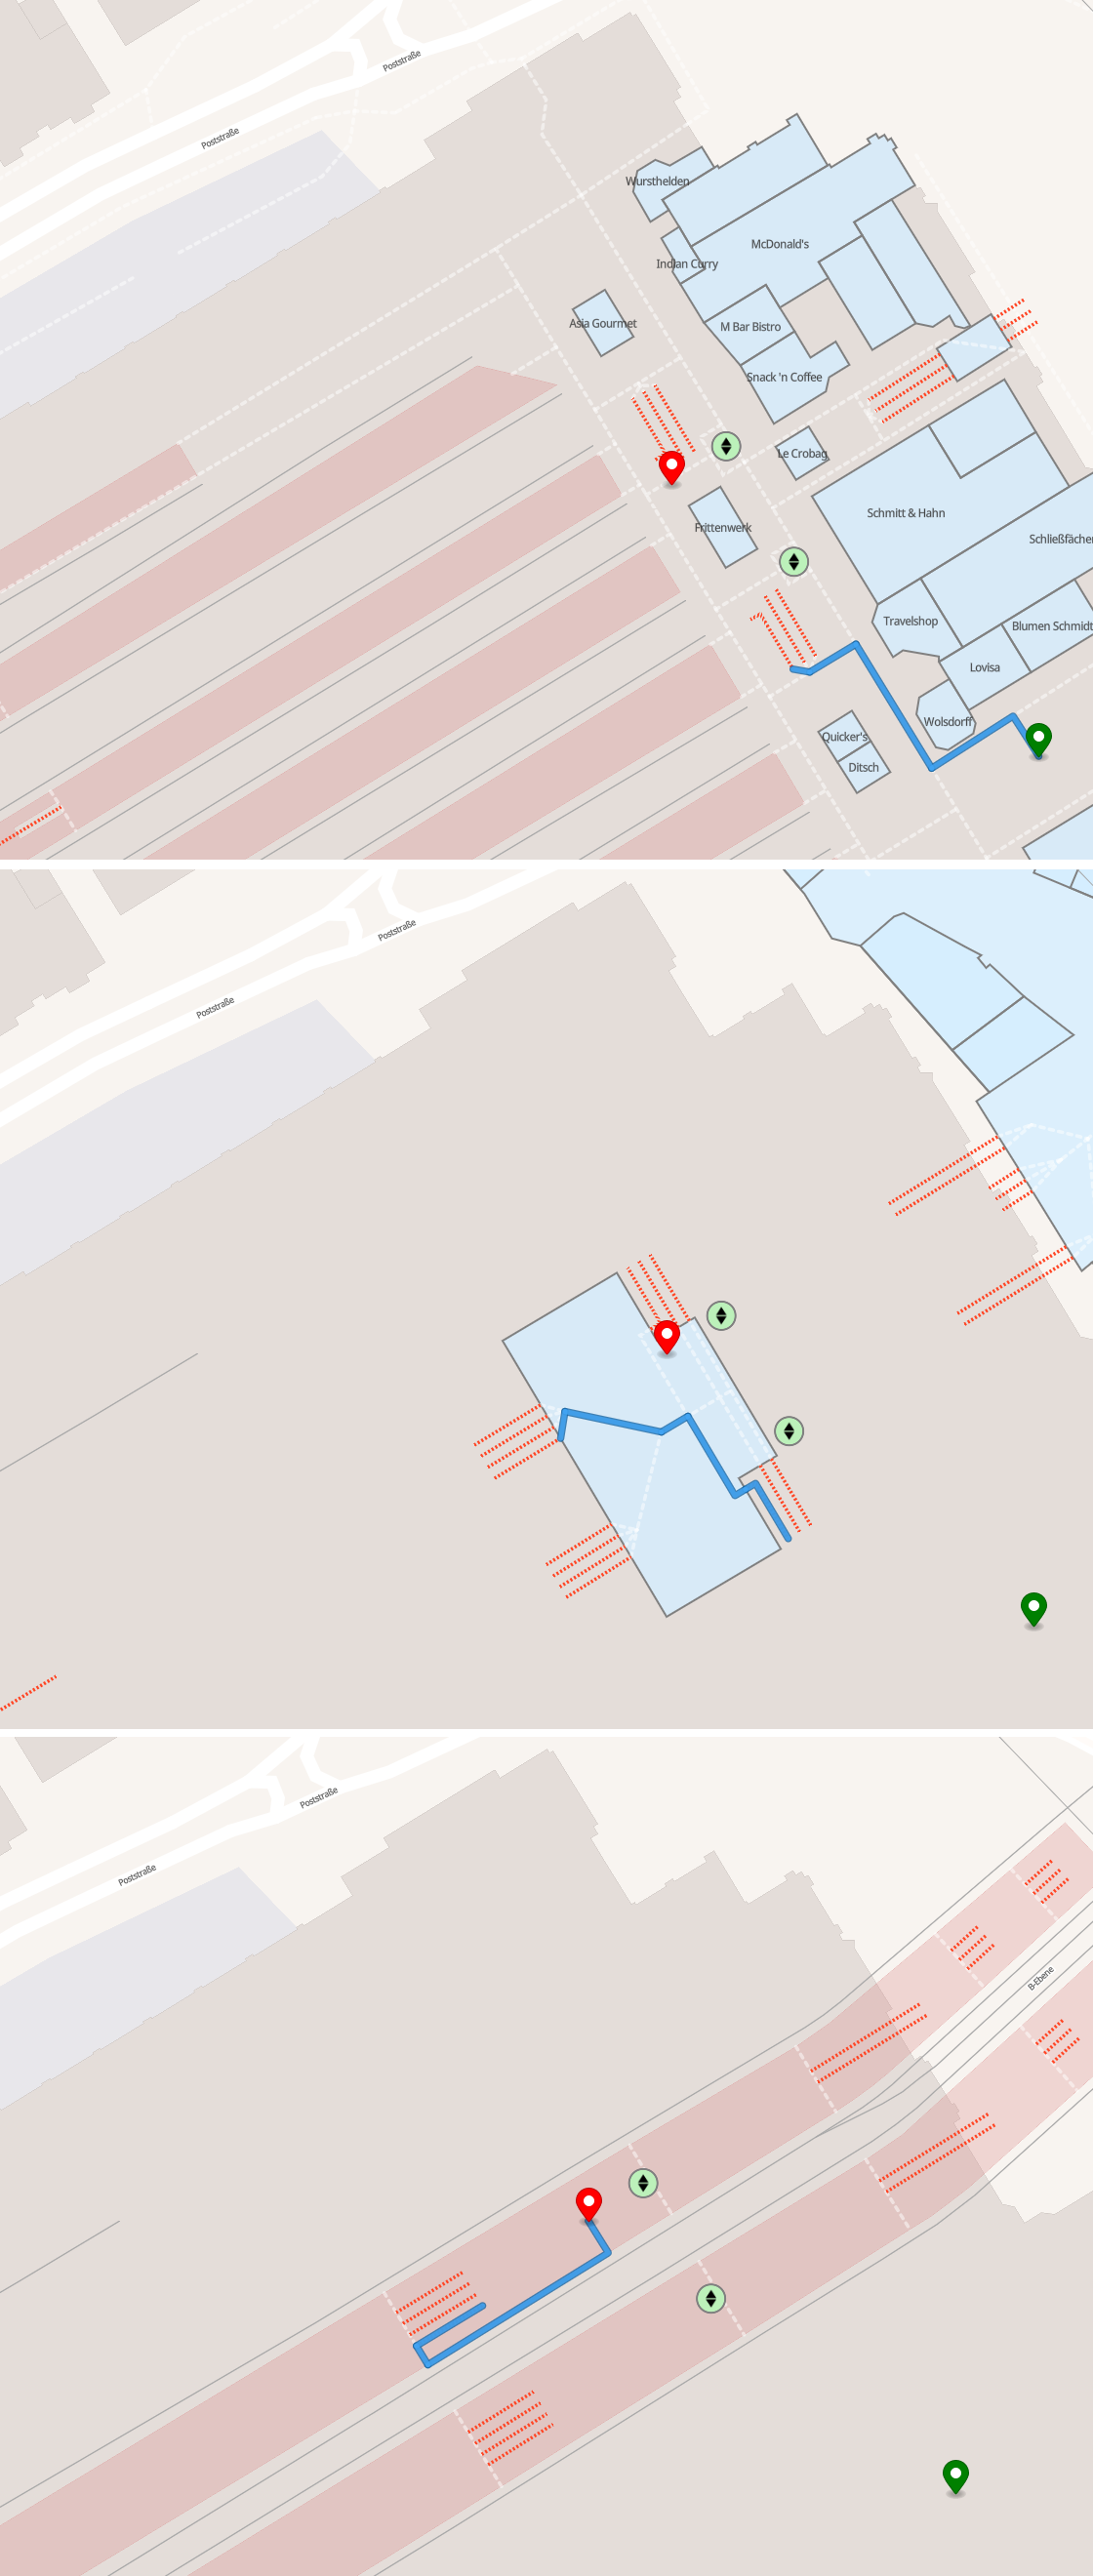 Poststraße
Poststraße
Wursthelden
McDonald's
Indian Curry
Asia Gourmet
M Bar Bistro
Snack 'n Coffee
Le Crobag
Schmitt & Hahn
Frittenwerk
Schließfächer
Travelshop
Blumen Schmidt
Lovisa
Wolsdorff
Quicker's
Ditsch
Poststraße
Poststraße
Poststraße
Poststraße
B-Ebene